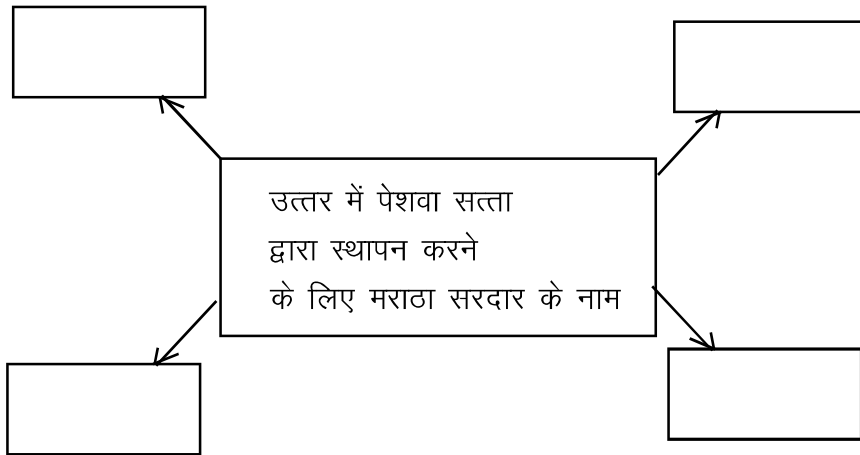 उत्तर में पेशवा सत्ता
द्वारा स्थापन करने
के लिए मराठा सरदार के नाम